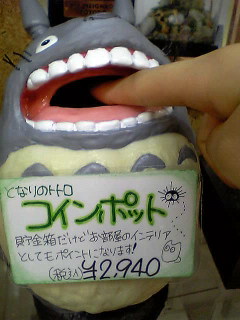 となりのトトロ
コインポット
貯金箱だけど お部屋のインテリア
としてもポイントになります!
(税込)¥2,940